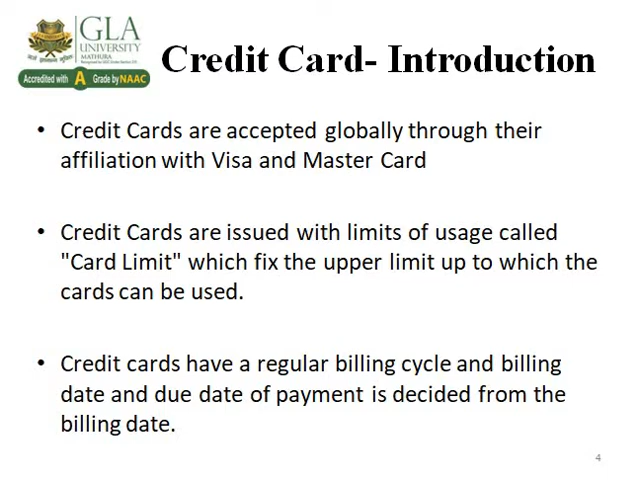 GLA
UNIVERSITY
MATHURA
Accredited with A Grade by NAAC
Credit Card- Introduction
• Credit Cards are accepted globally through their
affiliation with Visa and Master Card
• Credit Cards are issued with limits of usage called
"Card Limit" which fix the upper limit up to which the
cards can be used.
• Credit cards have a regular billing cycle and billing
date and due date of payment is decided from the
billing date.
4